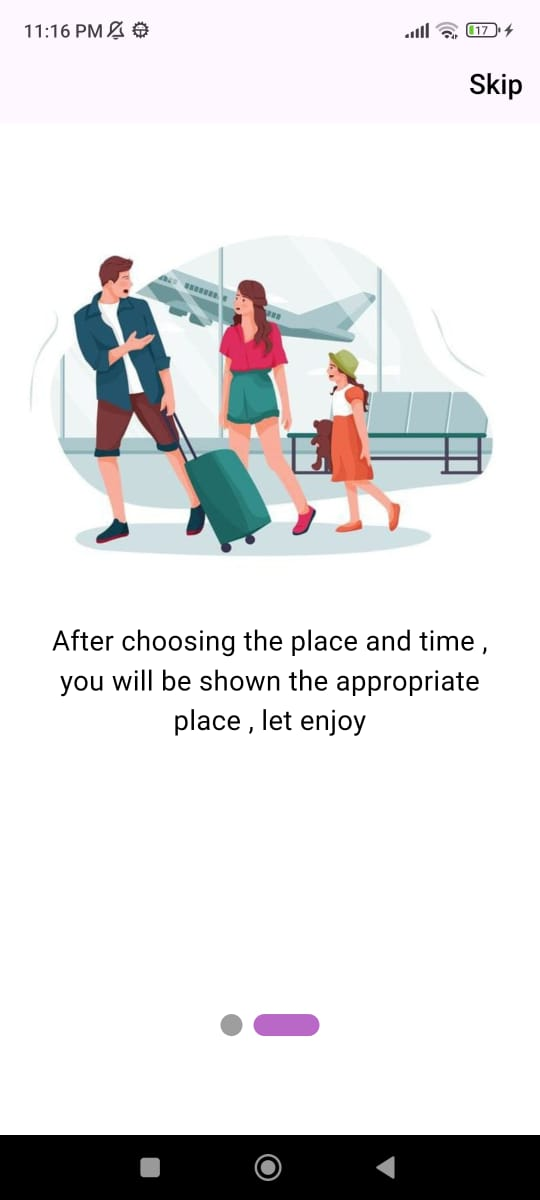 11:16 PM
17
Skip
After choosing the place and time ,
you will be shown the appropriate
place , let enjoy